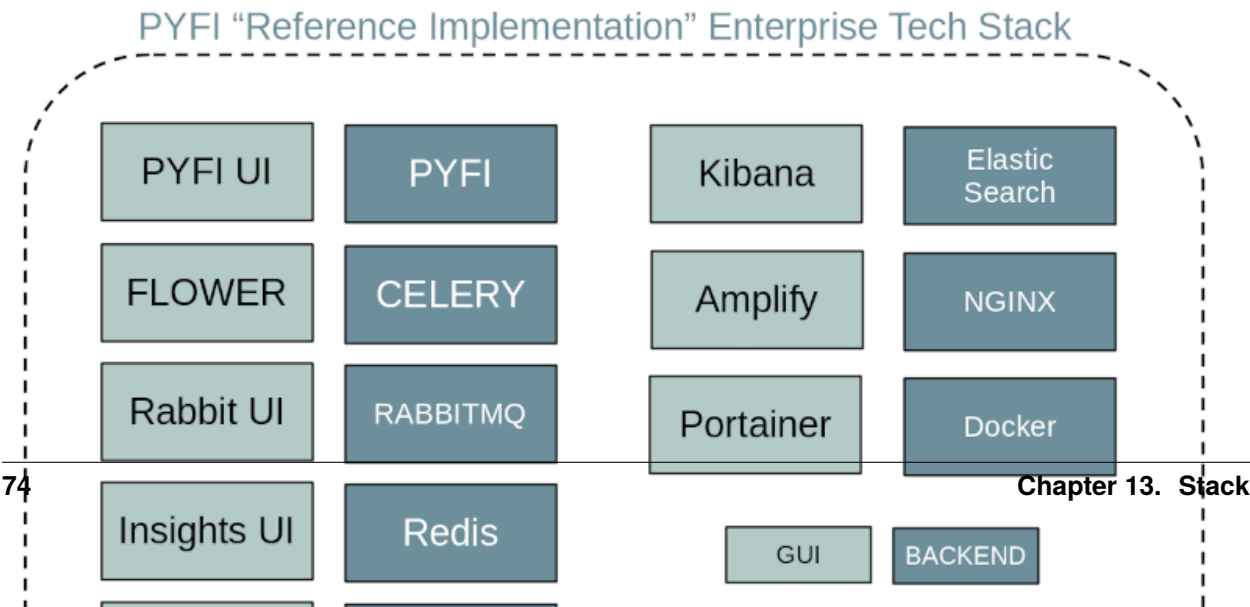 PYFI “Reference Implementation” Enterprise Tech Stack
PYFI UI
PYFI
Kibana
Elastic
Search
FLOWER
CELERY
Amplify
NGINX
Rabbit UI
RABBITMQ
Portainer
Docker
74
Chapter 13. Stack
Insights UI
Redis
GUI
BACKEND